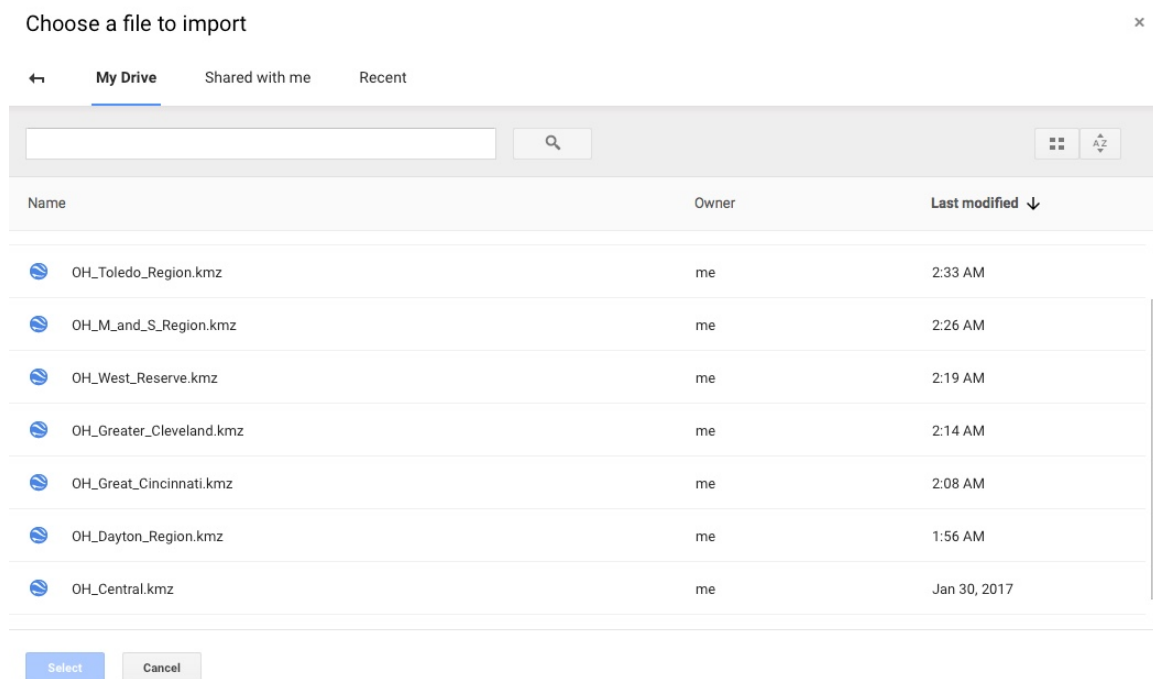 Choose a file to import ×
My Drive Shared with me Recent
AZ
Name Owner Last modified
OH_Toledo_Region.kmz me 2:33 AM
OH_M_and_S_Region.kmz me 2:26 AM
OH_West_Reserve.kmz me 2:19 AM
OH_Greater_Cleveland.kmz me 2:14 AM
OH_Great_Cincinnati.kmz me 2:08 AM
OH_Dayton_Region.kmz me 1:56 AM
OH_Central.kmz me Jan 30, 2017
Select Cancel